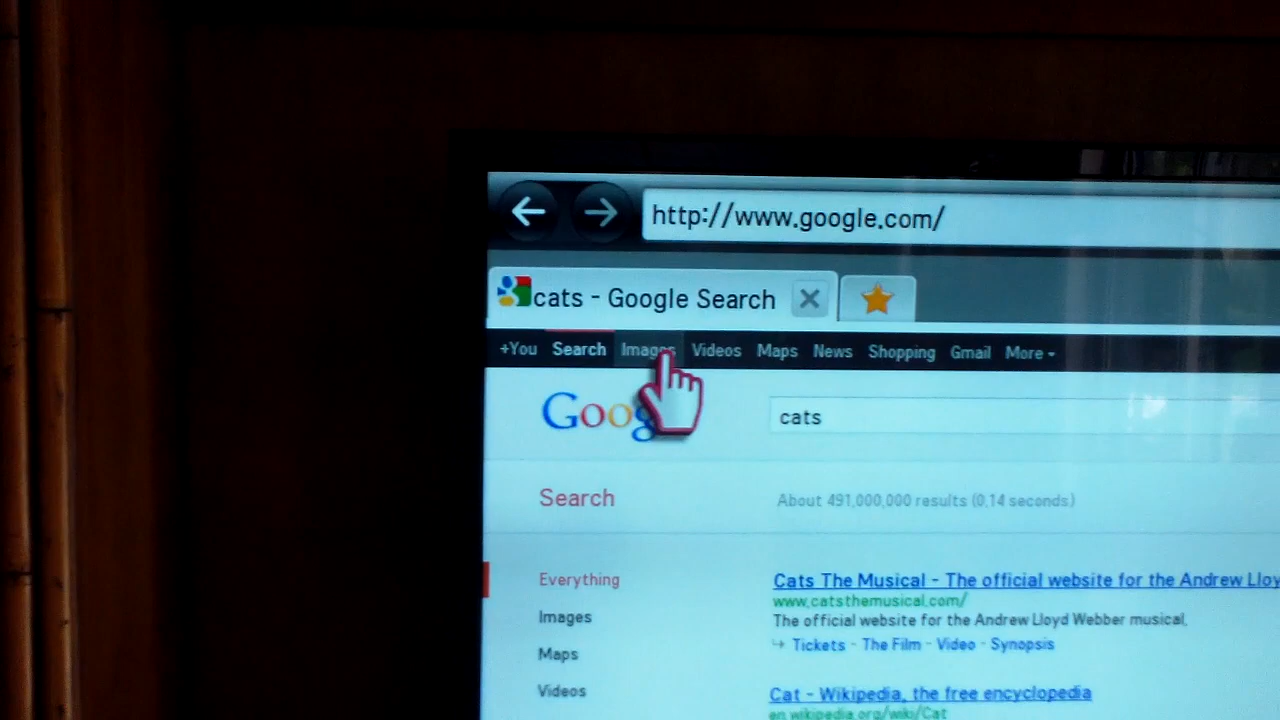 http://www.google.com/
cats - Google Search
+You Search Images Videos Maps News Shopping Gmail More
Goog
cats
Search
About 491,000,000 results (0.14 seconds)
Everything
Images
Maps
Videos
Cats The Musical - The official website for the Andrew Lloy
www.catsthemusical.com/
The official website for the Andrew Lloyd Webber musical.
Tickets - The Film - Video - Synopsis
Cat - Wikipedia, the free encyclopedia
en.wikipedia.org/wiki/Cat